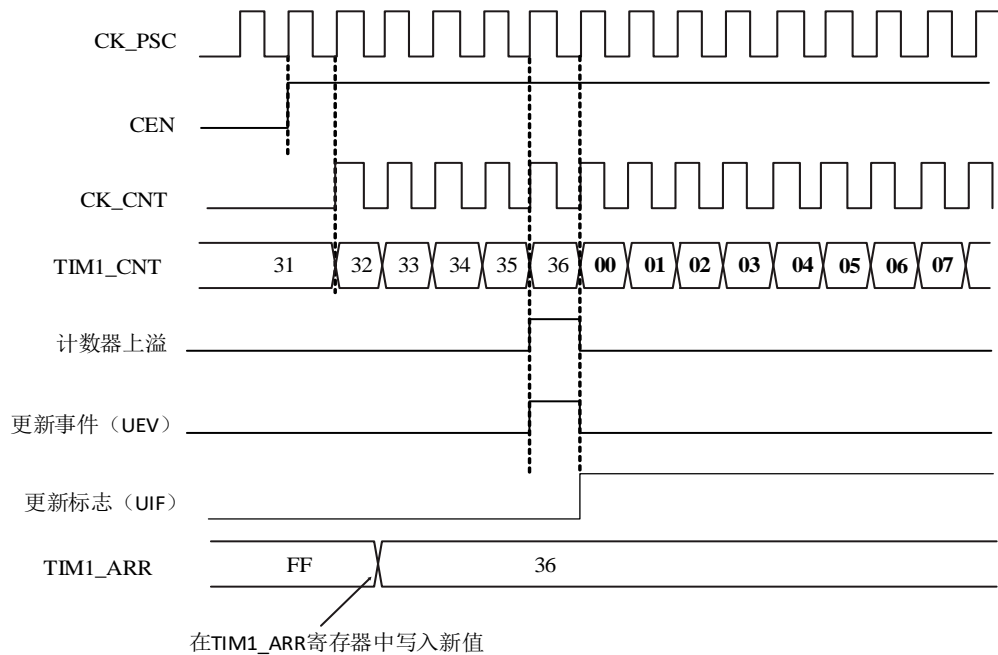 CK_PSC
CEN
CK_CNT
TIM1_CNT 31 32 33 34 35 36 00 01 02 03 04 05 06 07
计数器上溢
更新事件（UEV）
更新标志（UIF）
TIM1_ARR FF 36
在TIM1_ARR寄存器中写入新值